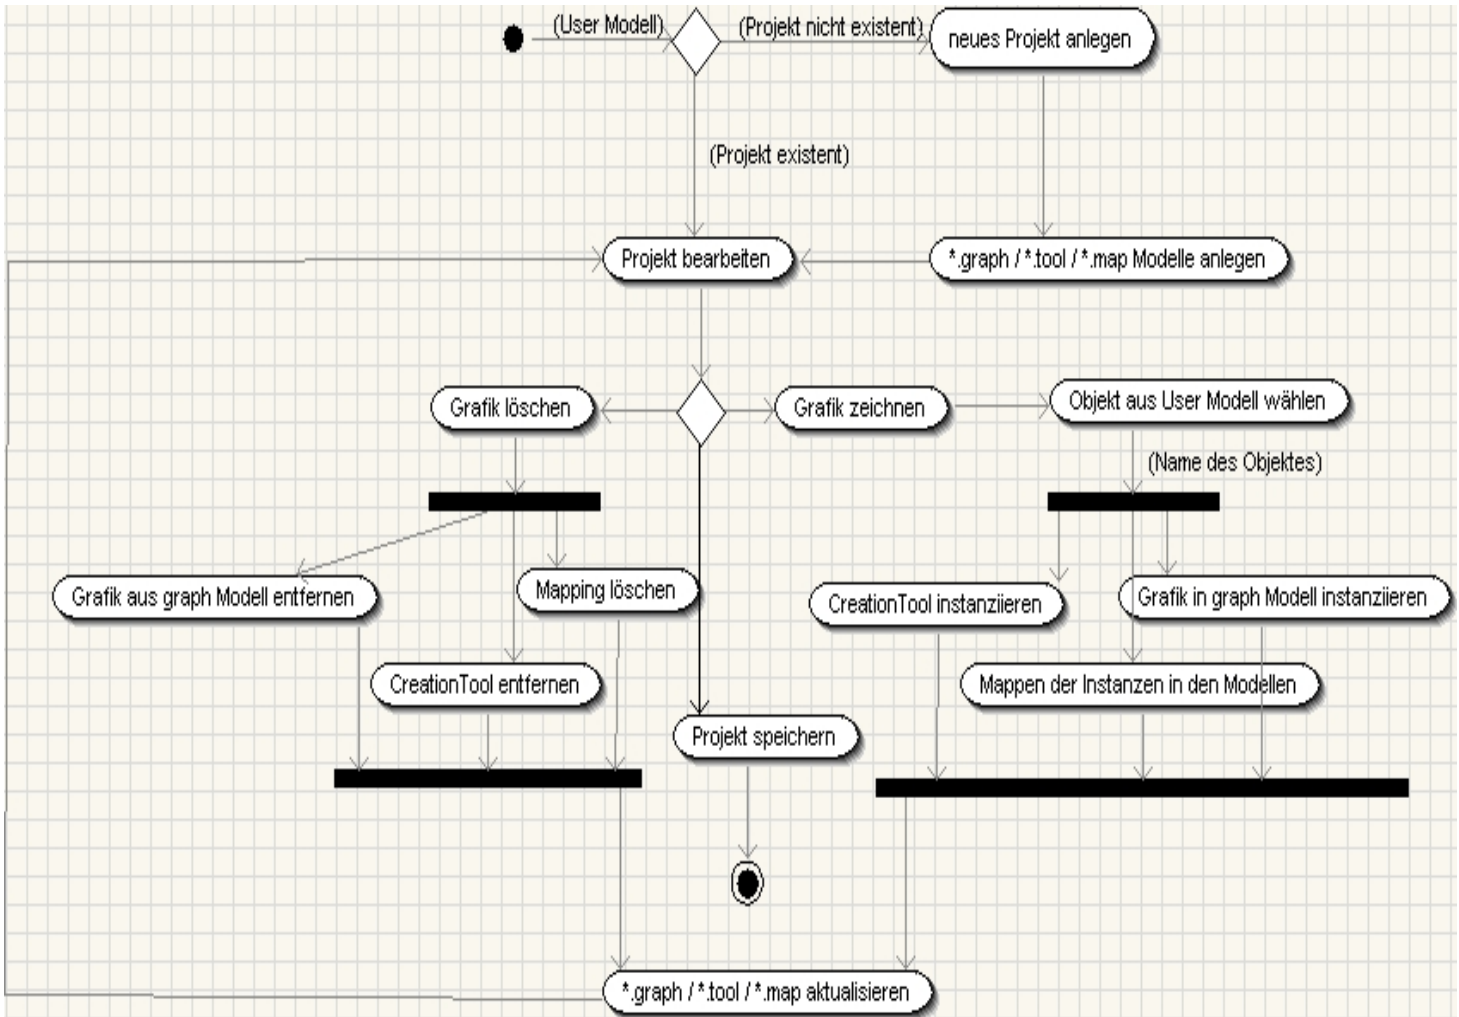 (User Modell)
(Projekt nicht existent)
neues Projekt anlegen
(Projekt existent)
Projekt bearbeiten
*.graph / *.tool / *.map Modelle anlegen
Grafik löschen
Grafik zeichnen
Objekt aus User Modell wählen
(Name des Objektes)
Grafik aus graph Modell entfernen
Mapping löschen
CreationTool instanziieren
Grafik in graph Modell instanziieren
CreationTool entfernen
Mappen der Instanzen in den Modellen
Projekt speichern
*.graph / *.tool / *.map aktualisieren